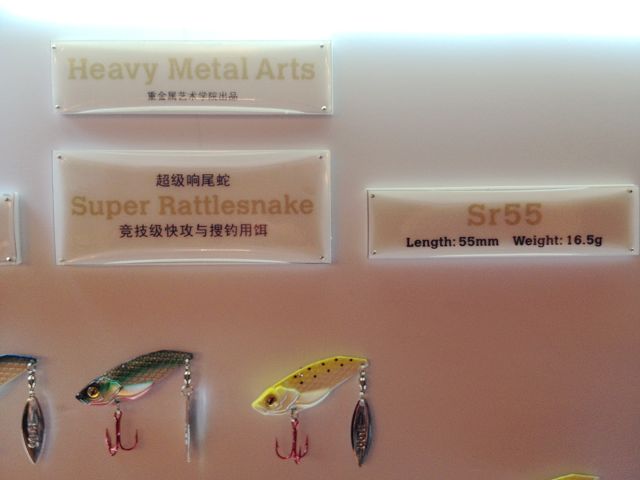 Heavy Metal Arts
重金属艺术学院出品
超级响尾蛇
Super Rattlesnake
竞技级快攻与搜钓用饵
Sr55
Length: 55mm Weight: 16.5g